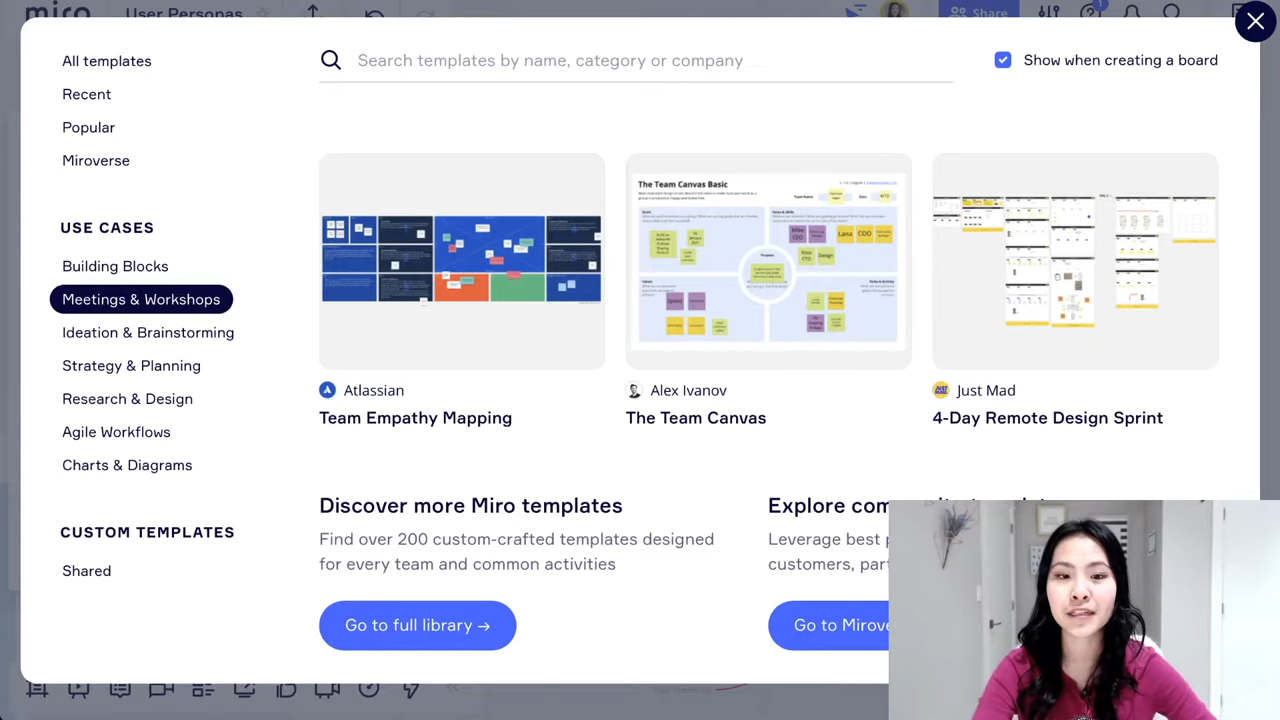 miro
User Personas
Share
1
All templates
Recent
Popular
Miroverse
USE CASES
Building Blocks
Meetings & Workshops
Ideation & Brainstorming
Strategy & Planning
Research & Design
Agile Workflows
Charts & Diagrams
CUSTOM TEMPLATES
Shared
Search templates by name, category or company
Show when creating a board
The Team Canvas Basic
Atlassian
Team Empathy Mapping
Alex Ivanov
The Team Canvas
JUST MAD
Just Mad
4-Day Remote Design Sprint
Discover more Miro templates
Find over 200 custom-crafted templates designed
for every team and common activities
Go to full library →
Explore com
Leverage best
customers, par
Go to Mirove